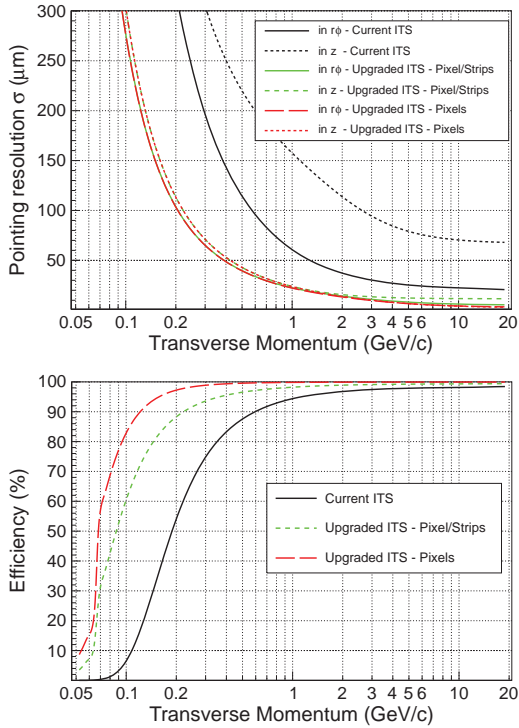 Pointing resolution σ (μm)
300
250
200
150
100
50
in rϕ - Current ITS
in z - Current ITS
in rϕ - Upgraded ITS - Pixel/Strips
in z - Upgraded ITS - Pixel/Strips
in rϕ - Upgraded ITS - Pixels
in z - Upgraded ITS - Pixels
0.05 0.1 0.2 1 2 3 4 5 6 10 20
Transverse Momentum (GeV/c)
Efficiency (%)
100
90
80
70
60
50
40
30
20
10
Current ITS
Upgraded ITS - Pixel/Strips
Upgraded ITS - Pixels
0.05 0.1 0.2 1 2 3 4 5 6 10 20
Transverse Momentum (GeV/c)